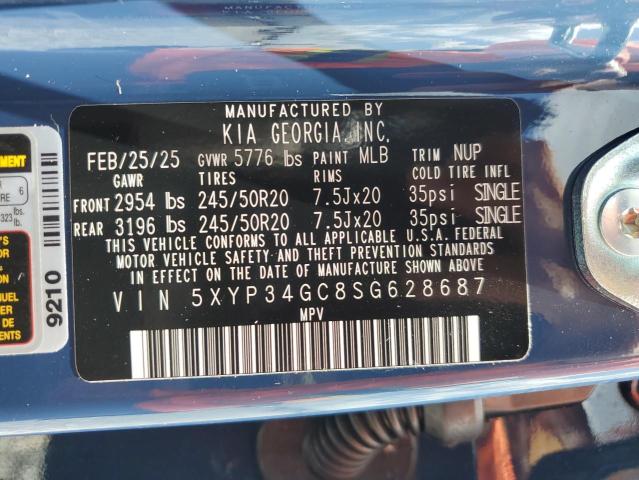 MANUFACTURED BY
KIA GEORGIA, INC.
FEB/25/25 GVWR 5776 lbs PAINT MLB TRIM NUP
GAWR TIRES RIMS COLD TIRE INFL
FRONT 2954 lbs 245/50R20 7.5Jx20 35psi SINGLE
REAR 3196 lbs 245/50R20 7.5Jx20 35psi SINGLE
THIS VEHICLE CONFORMS TO ALL APPLICABLE U.S.A. FEDERAL
MOTOR VEHICLE SAFETY AND THEFT PREVENTION STANDARDS
IN EFFECT ON THE DATE OF MANUFACTURE SHOWN ABOVE
VIN 5XYP34GC8SG628687
MPV
9210
6
323
lb.